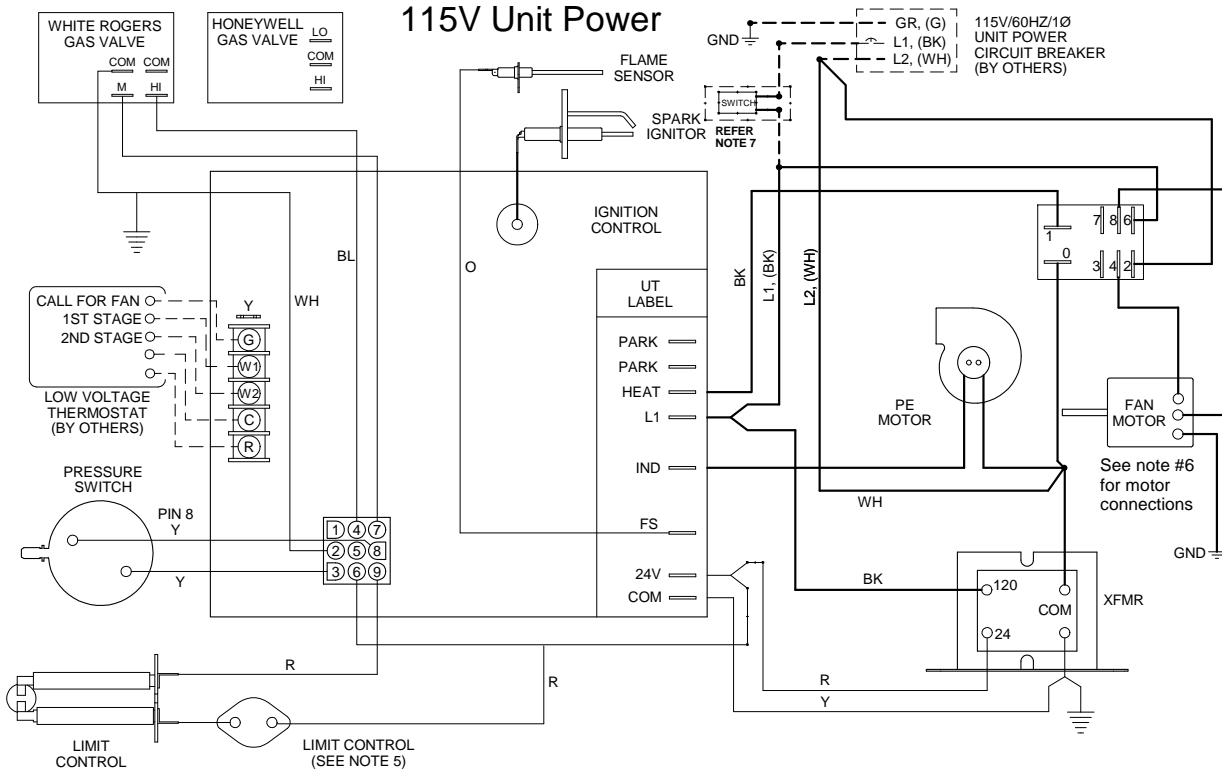 115V Unit Power
WHITE ROGERS
GAS VALVE
COM COM
M HI
HONEYWELL
GAS VALVE
LO
COM
HI
FLAME
SENSOR
SPARK
IGNITOR
GND
GR, (G)
L1, (BK)
L2, (WH)
115V/60HZ/1Ø
UNIT POWER
CIRCUIT BREAKER
(BY OTHERS)
SWITCH
REFER
NOTE 7
IGNITION
CONTROL
BL
WH
O
BK
L1, (BK)
L2, (WH)
7 8 6
1
0
3 4 2
UT
LABEL
PARK
PARK
HEAT
L1
IND
FS
24V
COM
CALL FOR FAN
1ST STAGE
2ND STAGE
LOW VOLTAGE
THERMOSTAT
(BY OTHERS)
Y
G
W1
W2
C
R
PE
MOTOR
FAN
MOTOR
See note #6
for motor
connections
GND
WH
PRESSURE
SWITCH
PIN 8
Y
Y
1 4 7
2 5 8
3 6 9
BK
120
COM
24
XFMR
R
R
R
Y
LIMIT
CONTROL
LIMIT CONTROL
(SEE NOTE 5)